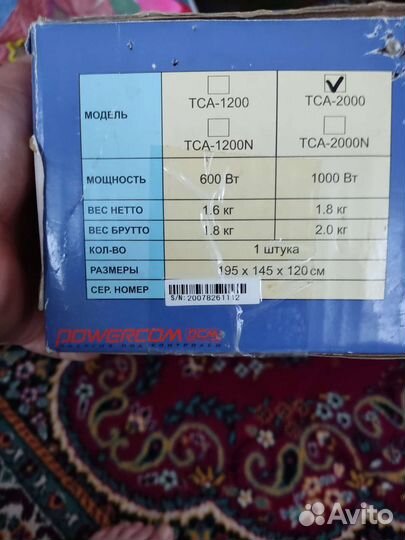 МОДЕЛЬ
TCA-1200 TCA-2000
TCA-1200N TCA-2000N
МОЩНОСТЬ 600 Вт 1000 Вт
ВЕС НЕТТО 1.6 кг 1.8 кг
ВЕС БРУТТО 1.8 кг 2.0 кг
КОЛ-ВО 1 штука
РАЗМЕРЫ 195 x 145 x 120 см
СЕР. НОМЕР
S/N: 20078261112
POWERCOM
Avito